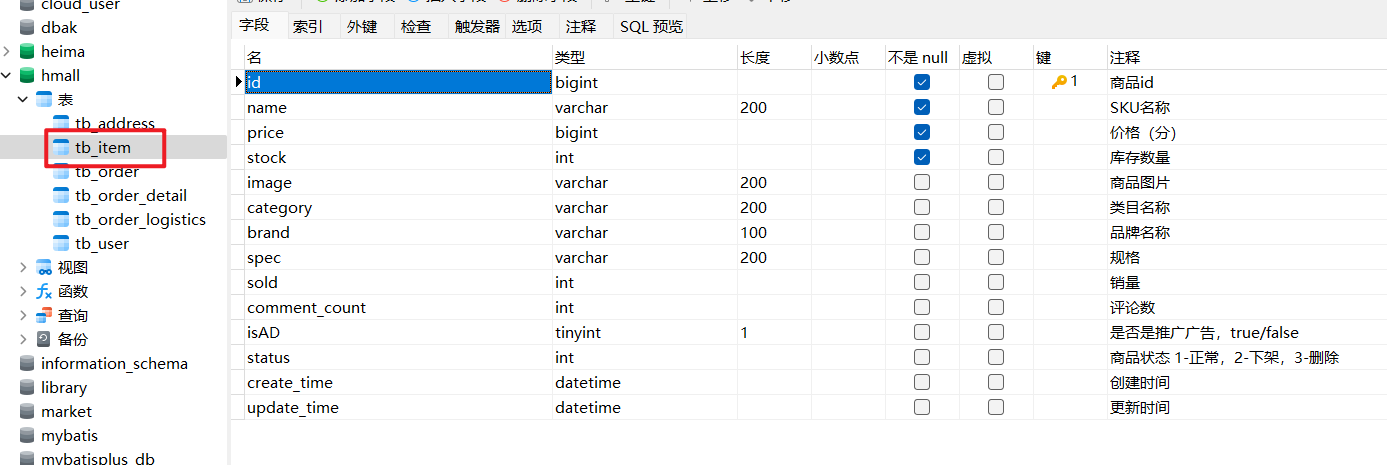 cloud_user
dbak
heima
hmall
表
tb_address
tb_item
tb_order
tb_order_detail
tb_order_logistics
tb_user
视图
函数
查询
备份
information_schema
library
market
mybatis
mybatisplus_db
字段 索引 外键 检查 触发器 选项 注释 SQL 预览
名 类型 长度 小数点 不是 null 虚拟 键 注释
id bigint 1 商品id
name varchar 200 SKU名称
price bigint 价格（分）
stock int 库存数量
image varchar 200 商品图片
category varchar 200 类目名称
brand varchar 100 品牌名称
spec varchar 200 规格
sold int 销量
comment_count int 评论数
isAD tinyint 1 是否是推广广告，true/false
status int 商品状态 1-正常，2-下架，3-删除
create_time datetime 创建时间
update_time datetime 更新时间